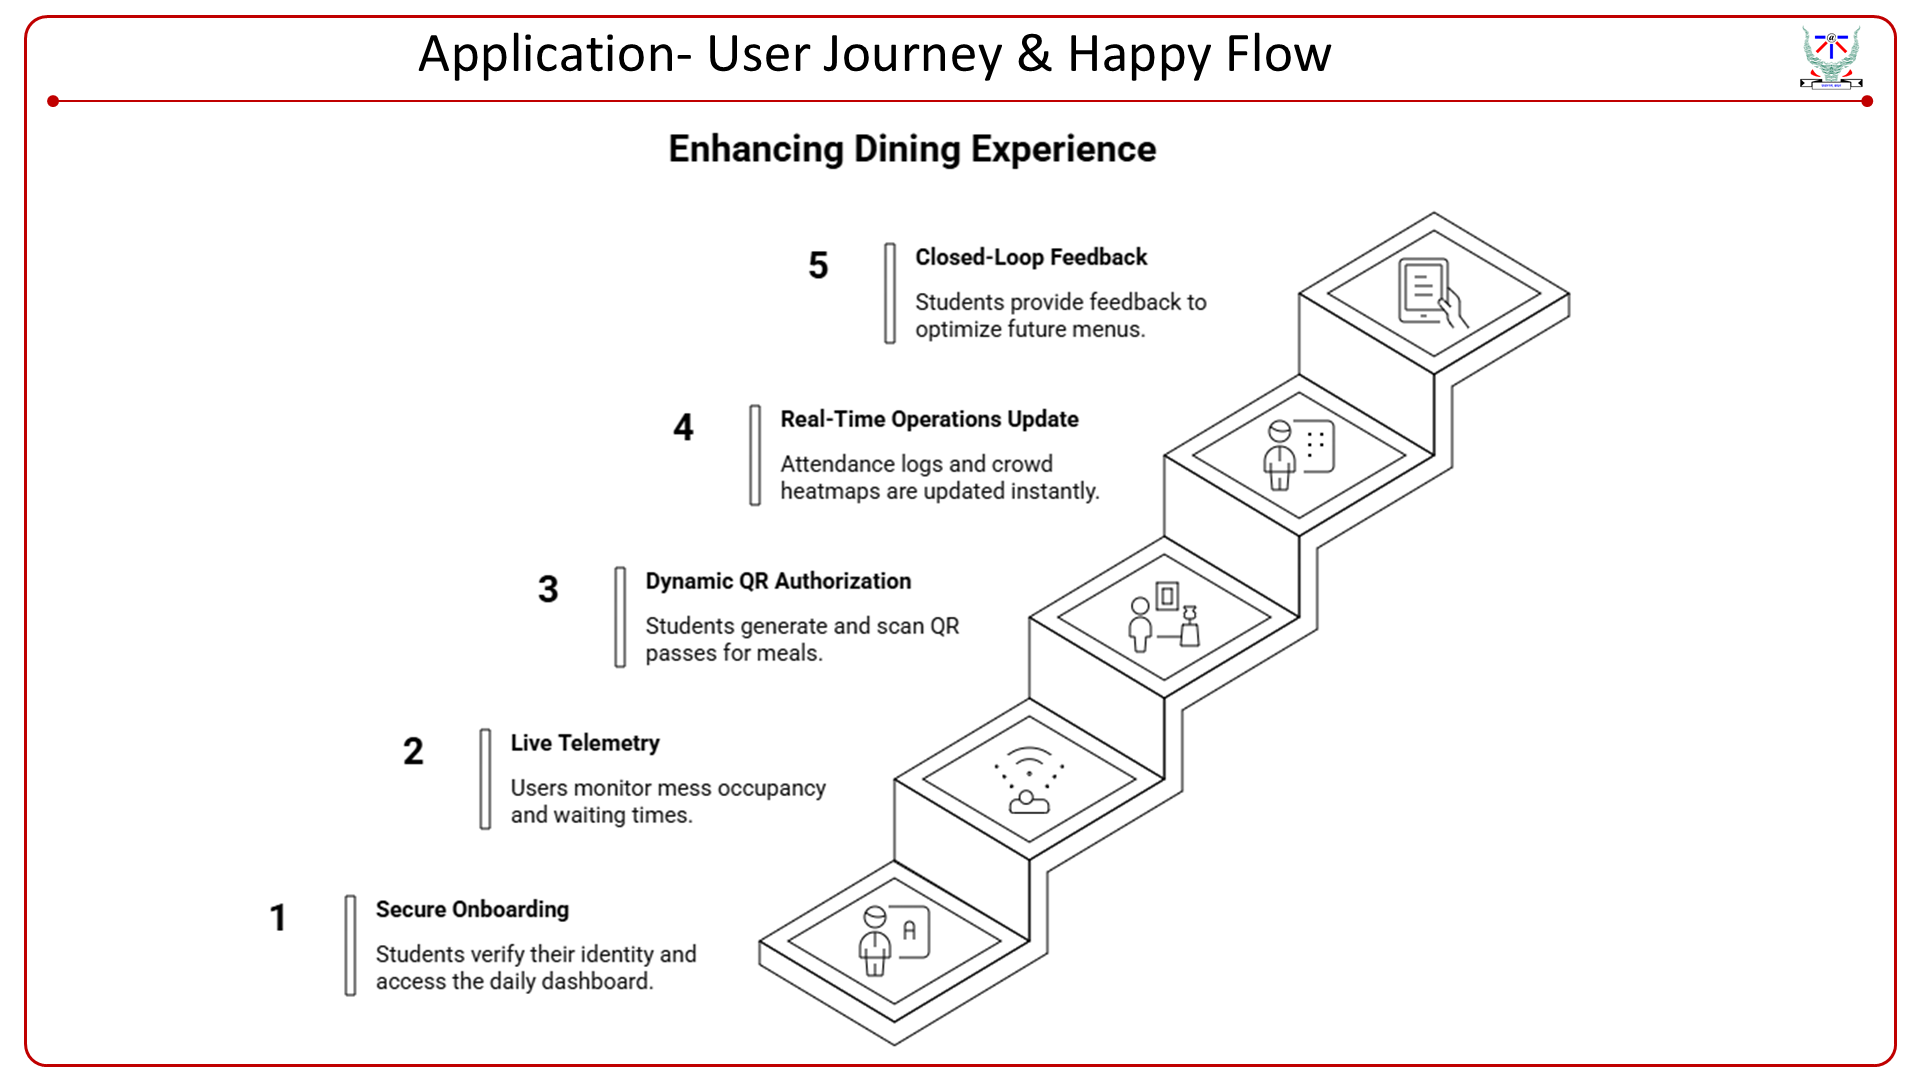 Application- User Journey & Happy Flow
Enhancing Dining Experience
5
Closed-Loop Feedback
Students provide feedback to
optimize future menus.
4
Real-Time Operations Update
Attendance logs and crowd
heatmaps are updated instantly.
3
Dynamic QR Authorization
Students generate and scan QR
passes for meals.
2
Live Telemetry
Users monitor mess occupancy
and waiting times.
1
Secure Onboarding
Students verify their identity and
access the daily dashboard.
A